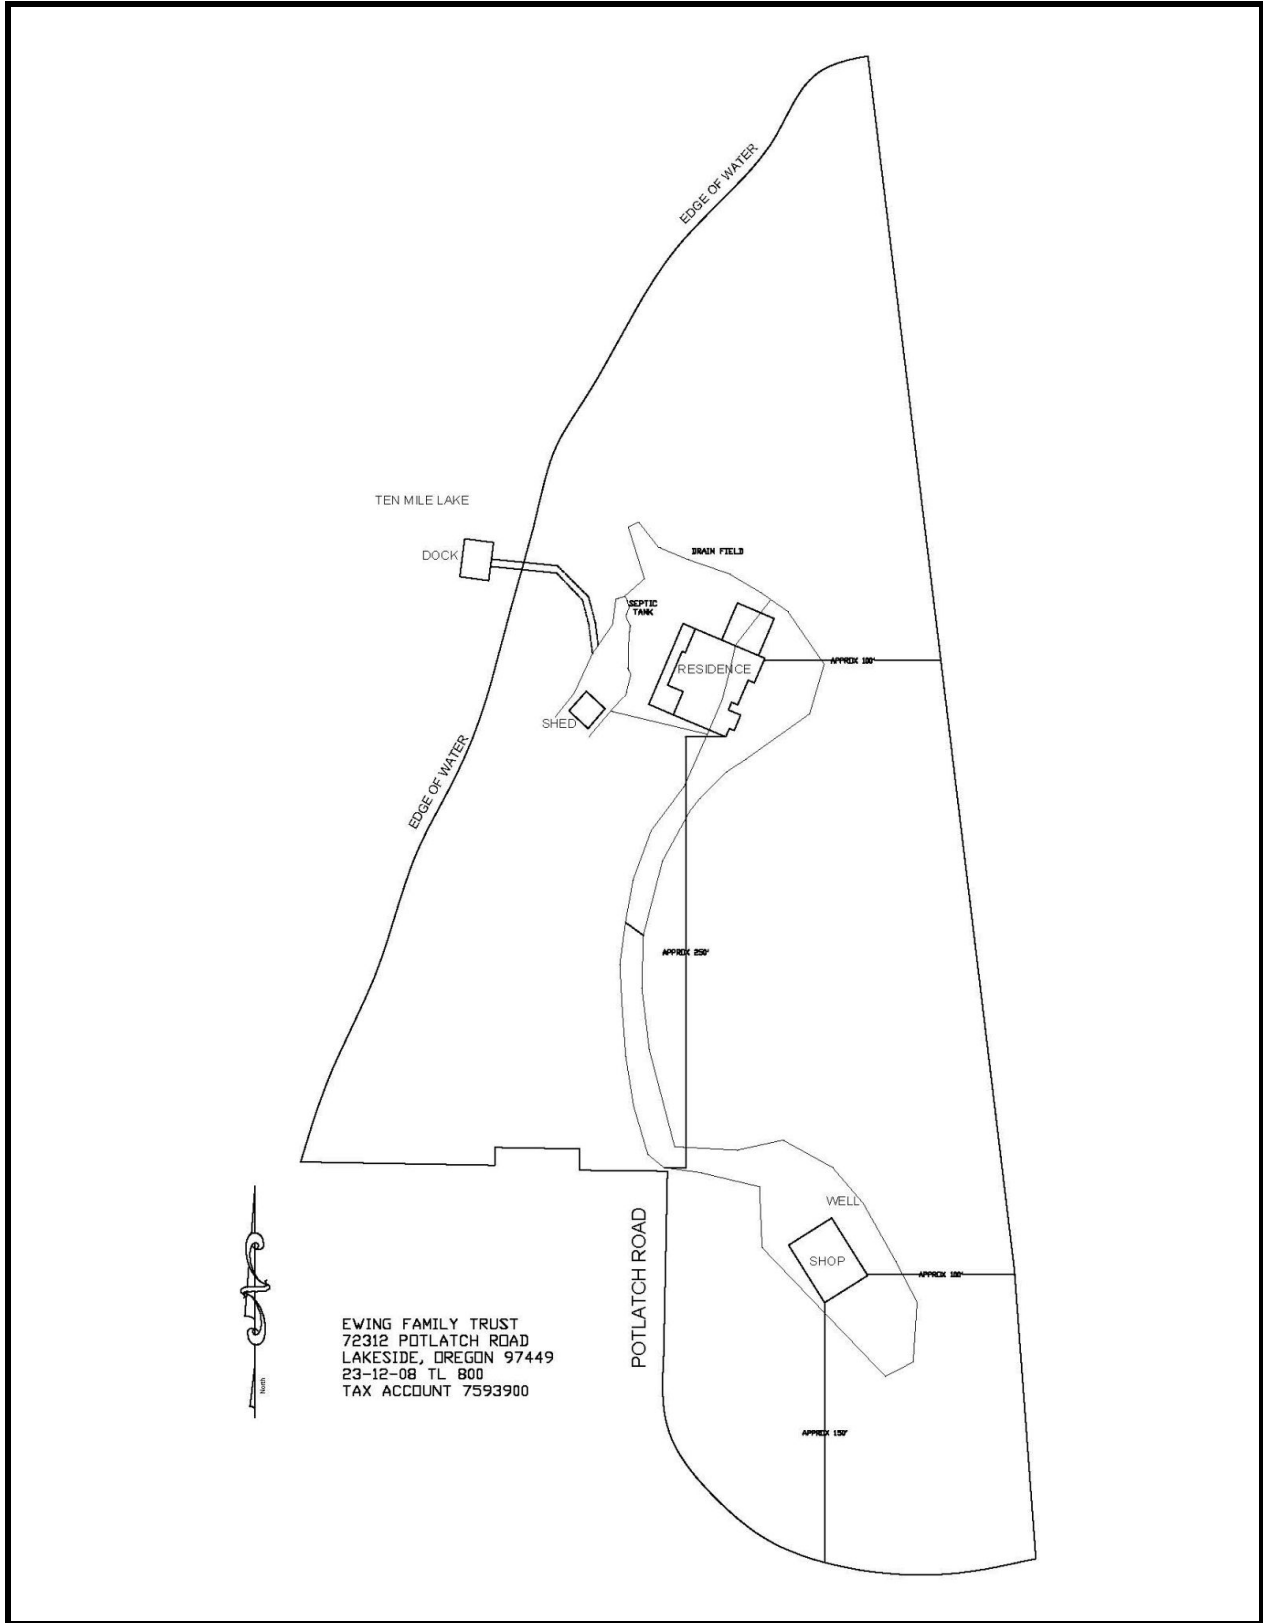 EDGE OF WATER
TEN MILE LAKE
DOCK
DRAIN FIELD
SEPTIC
TANK
RESIDENCE
APPROX 100'
SHED
EDGE OF WATER
APPROX 250'
WELL
SHOP
APPROX 100'
POTLATCH ROAD
EWING FAMILY TRUST
72312 POTLATCH ROAD
LAKESIDE, OREGON 97449
23-12-08 TL 800
TAX ACCOUNT 7593900
North
APPROX 150'